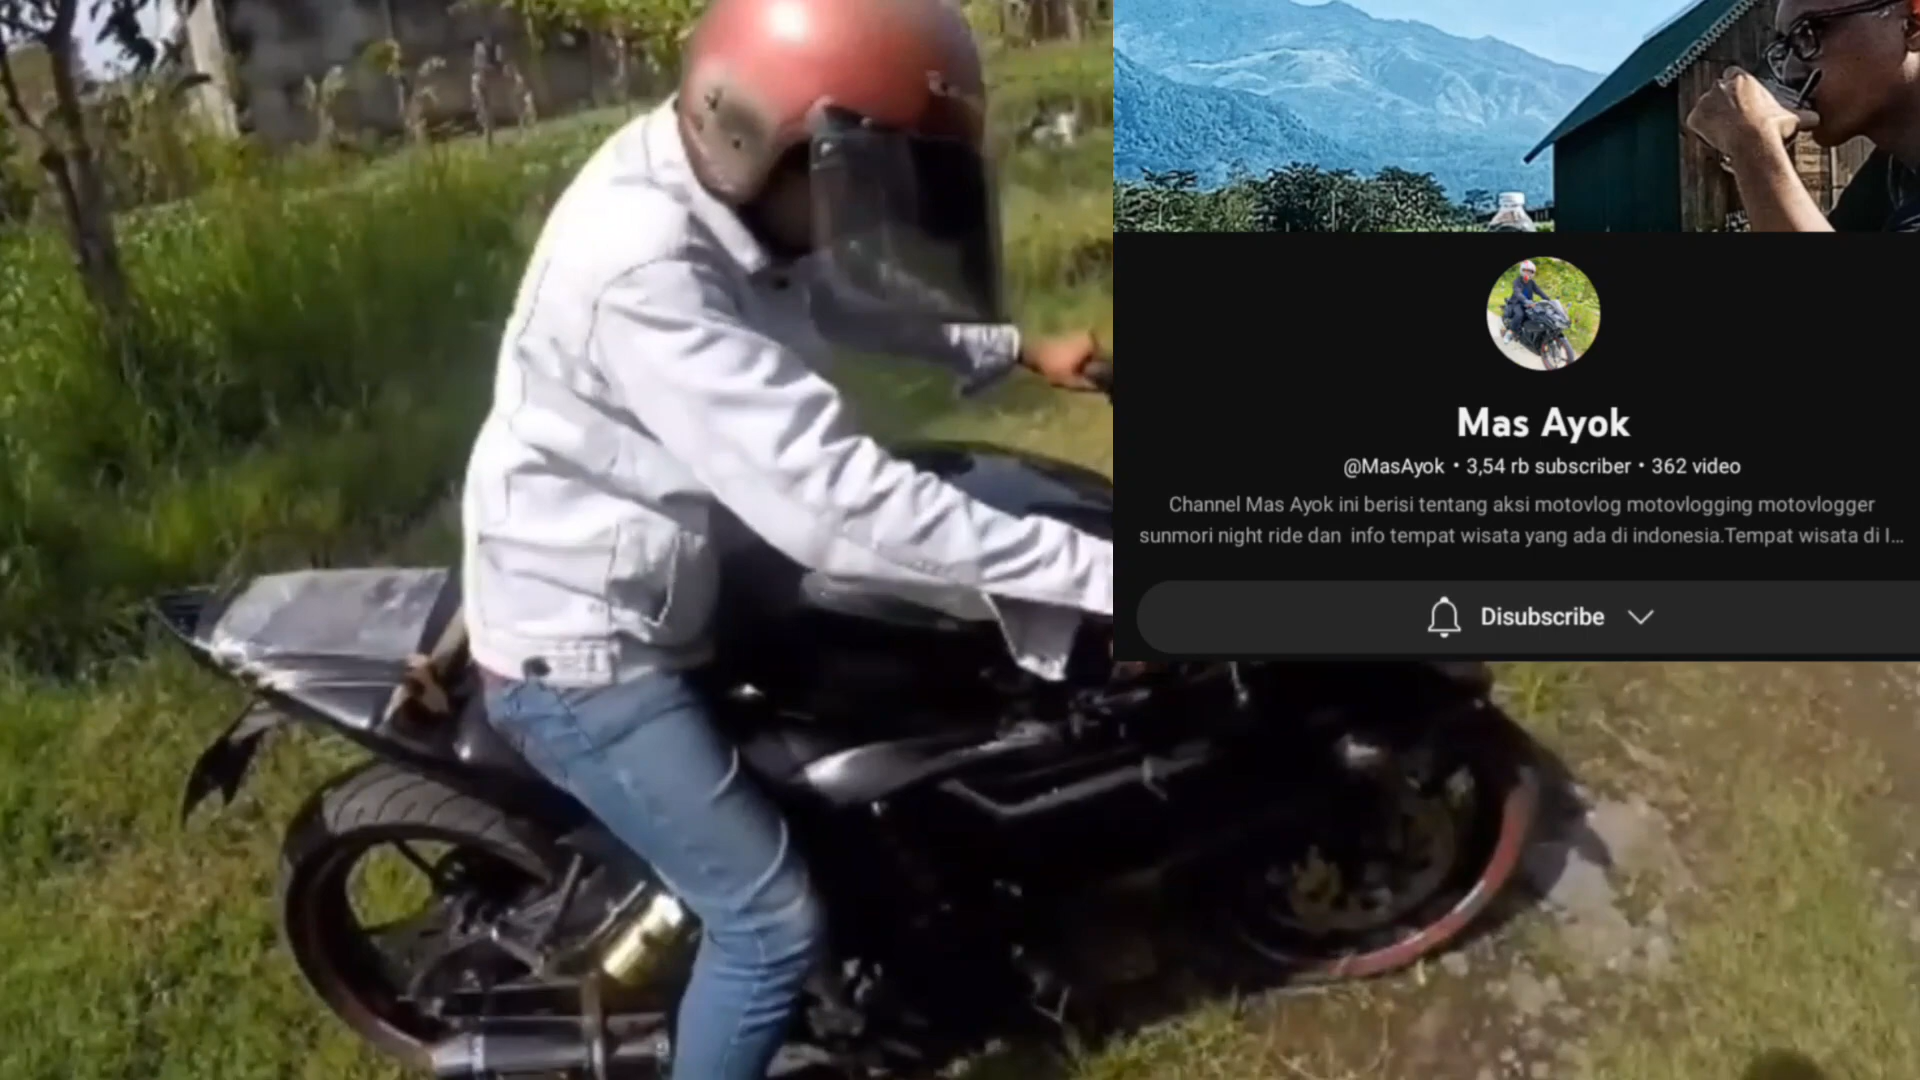 Mas Ayok
@MasAyok • 3,54 rb subscriber • 362 video
Channel Mas Ayok ini berisi tentang aksi motovlog motovlogging motovlogger
sunmori night ride dan info tempat wisata yang ada di indonesia.Tempat wisata di I...
Disubscribe